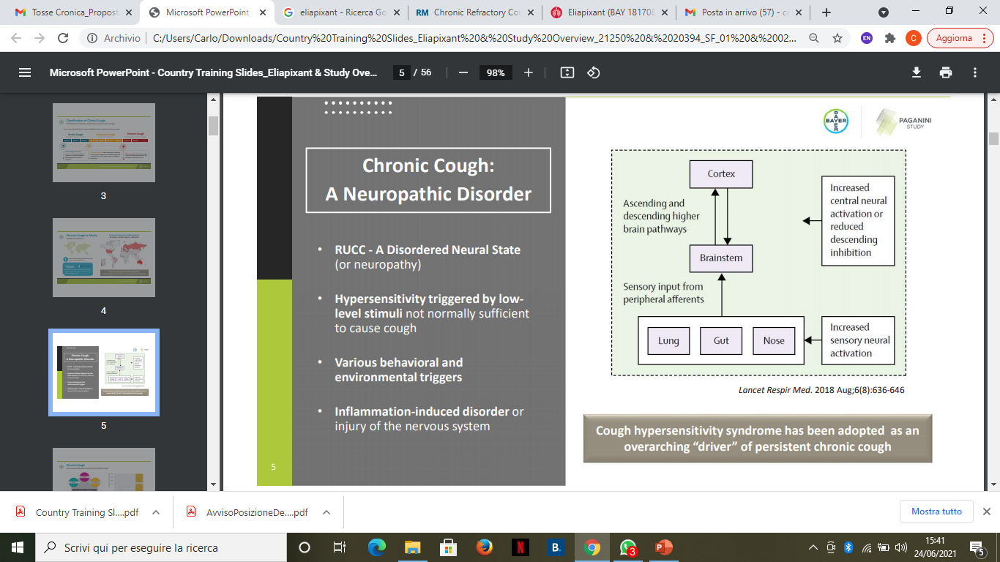 Tosse Cronica_Propost
Microsoft PowerPoint
eliapixant - Ricerca Go
Chronic Refractory Cou
Eliapixant (BAY 181708
Posta in arrivo (57) - ca
Archivio
C:/Users/Carlo/Downloads/Country%20Training%20Slides_Eliapixant%20&%20Study%20Overview_21250%20&%2020394_SF_01%20&%2002...
EN
C
Aggiorna
Microsoft PowerPoint - Country Training Slides_Eliapixant & Study Ove...
5 / 56
98%
3
4
5
Chronic Cough:
A Neuropathic Disorder
• RUCC - A Disordered Neural State
(or neuropathy)
• Hypersensitivity triggered by low-
level stimuli not normally sufficient
to cause cough
• Various behavioral and
environmental triggers
• Inflammation-induced disorder or
injury of the nervous system
5
BAYER
BAYER
PAGANINI
STUDY
Cortex
Ascending and
descending higher
brain pathways
Increased
central neural
activation or
reduced
descending
inhibition
Brainstem
Sensory input from
peripheral afferents
Lung
Gut
Nose
Increased
sensory neural
activation
Lancet Respir Med. 2018 Aug;6(8):636-646
Cough hypersensitivity syndrome has been adopted as an
overarching “driver” of persistent chronic cough
Country Training Sl....pdf
AvvisoPosizioneDe....pdf
Mostra tutto
Scrivi qui per eseguire la ricerca
N
B.
3
P
15:41
24/06/2021
5